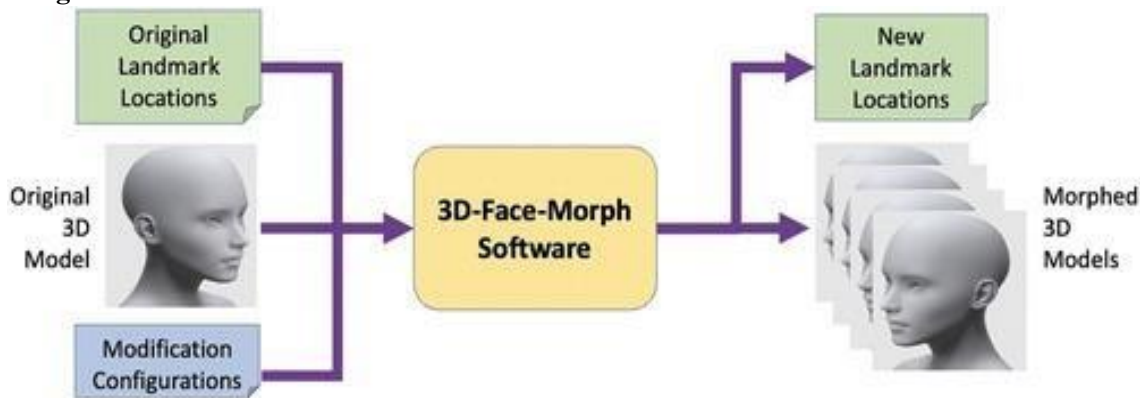 Original
Landmark
Locations
Original
3D
Model
Modification
Configurations
3D-Face-Morph
Software
New
Landmark
Locations
Morphed
3D
Models